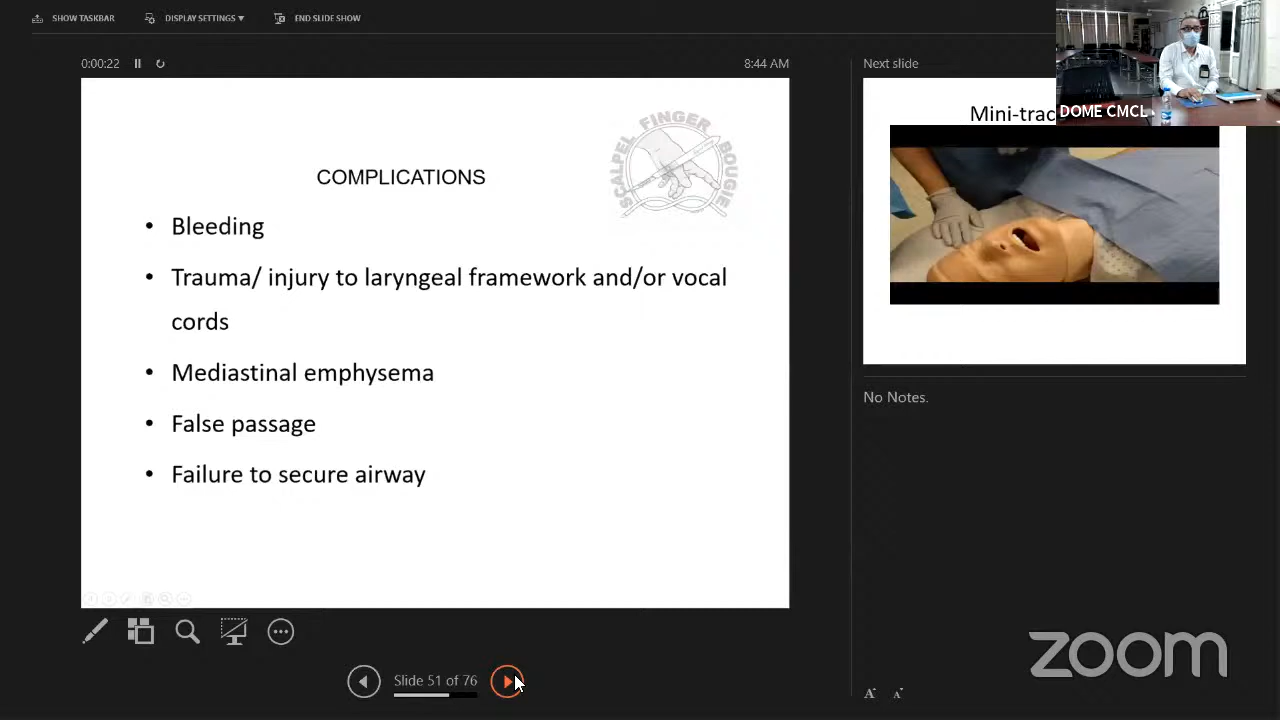 SHOW TASKBAR
DISPLAY SETTINGS ▼
END SLIDE SHOW
0:00:22
8:44 AM
Next slide
SCALPEL FINGER BOUGIE
COMPLICATIONS
• Bleeding
• Trauma/ injury to laryngeal framework and/or vocal
cords
• Mediastinal emphysema
• False passage
• Failure to secure airway
Slide 51 of 76
Mini-trac
DOME CMCL
No Notes.
zoom
A A